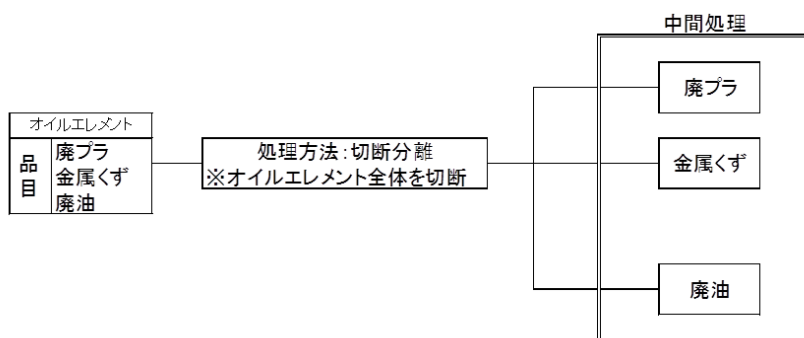 中間処理
廃プラ
オイルエレメント
品目
廃プラ
金属くず
廃油
処理方法:切断分離
※オイルエレメント全体を切断
金属くず
廃油